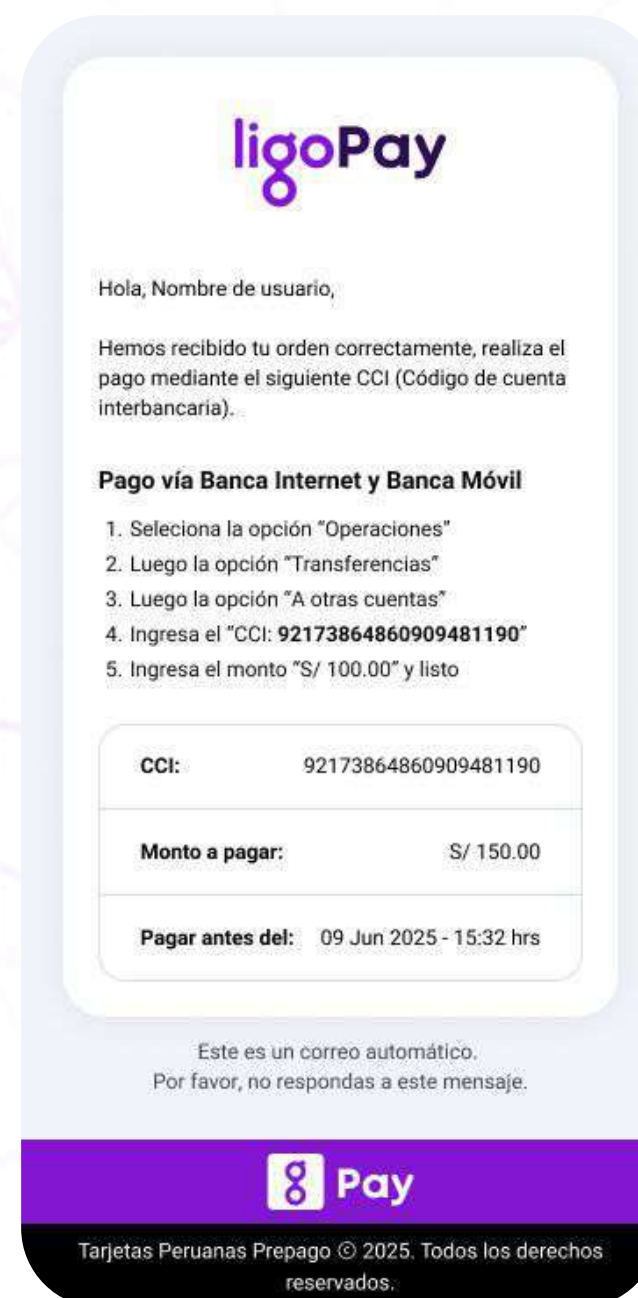 ligoPay
Hola, Nombre de usuario,
Hemos recibido tu orden correctamente, realiza el
pago mediante el siguiente CCI (Código de cuenta
interbancaria).
Pago vía Banca Internet y Banca Móvil
1. Seleciona la opción “Operaciones”
2. Luego la opción “Transferencias”
3. Luego la opción “A otras cuentas”
4. Ingresa el “CCI: 92173864860909481190”
5. Ingresa el monto “S/ 100.00” y listo
CCI: 92173864860909481190
Monto a pagar: S/ 150.00
Pagar antes del: 09 Jun 2025 - 15:32 hrs
Este es un correo automático.
Por favor, no respondas a este mensaje.
Pay
Tarjetas Peruanas Prepago © 2025. Todos los derechos
reservados.